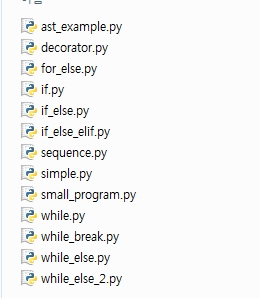 ast_example.py
decorator.py
for_else.py
if.py
if_else.py
if_else_elif.py
sequence.py
simple.py
small_program.py
while.py
while_break.py
while_else.py
while_else_2.py